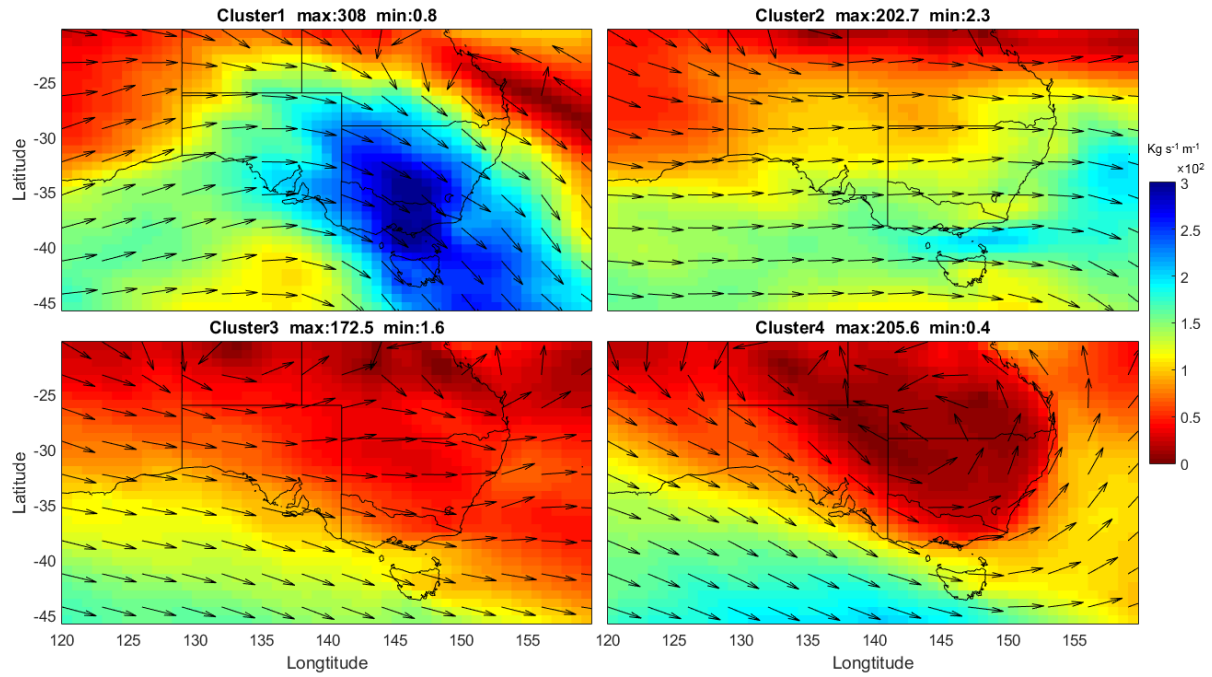 Cluster1 max:308 min:0.8
Cluster2 max:202.7 min:2.3
-25
-30
-35
-40
-45
Latitude
Kg s⁻¹ m⁻¹
×10²
3
2.5
2
1.5
1
0.5
0
Cluster3 max:172.5 min:1.6
Cluster4 max:205.6 min:0.4
-25
-30
-35
-40
-45
Latitude
120 125 130 135 140 145 150 155
120 125 130 135 140 145 150 155
Longtitude
Longtitude